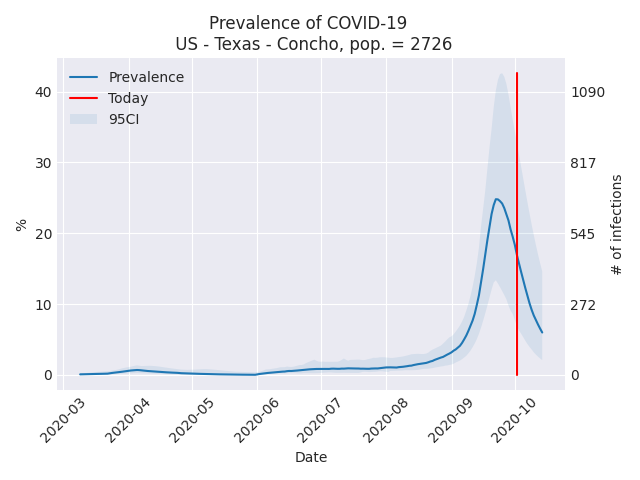 Prevalence of COVID-19
US - Texas - Concho, pop. = 2726
Prevalence
Today
95CI
%
40
30
20
10
0
# of infections
1090
817
545
272
0
2020-03
2020-04
2020-05
2020-06
2020-07
2020-08
2020-09
2020-10
Date